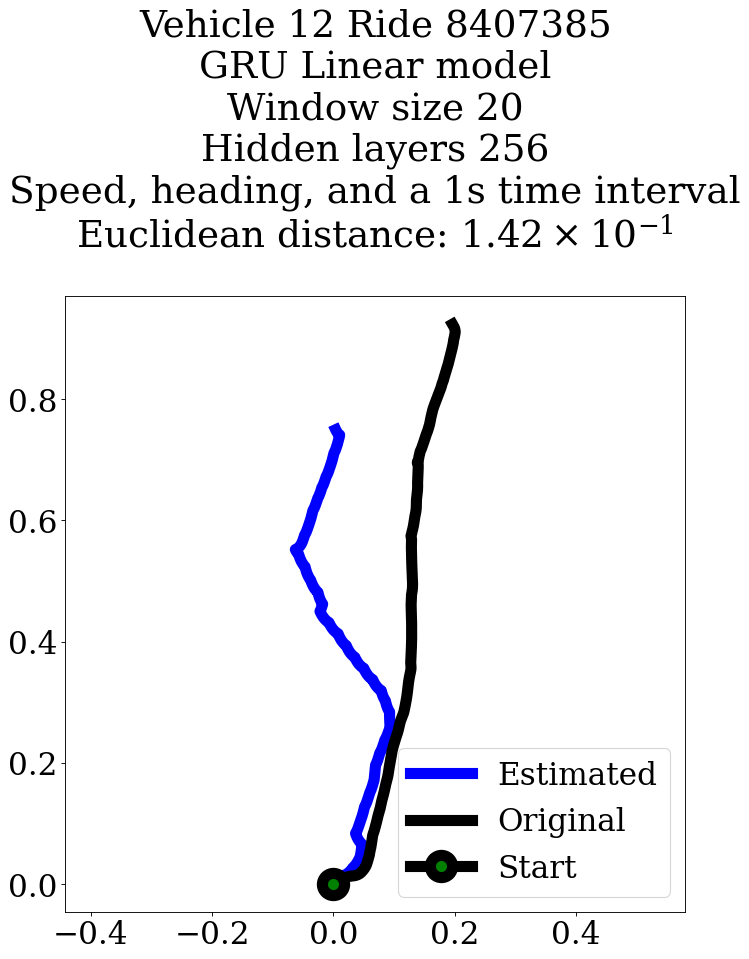 Vehicle 12 Ride 8407385
GRU Linear model
Window size 20
Hidden layers 256
Speed, heading, and a 1s time interval
Euclidean distance: 1.42 × 10⁻¹
0.8
0.6
0.4
0.2
0.0
Estimated
Original
Start
−0.4 −0.2 0.0 0.2 0.4